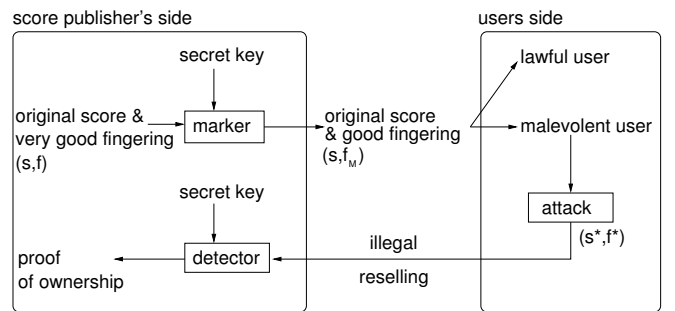 score publisher's side
users side
secret key
lawful user
original score &
very good fingering
(s,f)
marker
original score
& good fingering
(s,f_M)
malevolent user
secret key
attack
(s*,f*)
illegal
reselling
detector
proof
of ownership